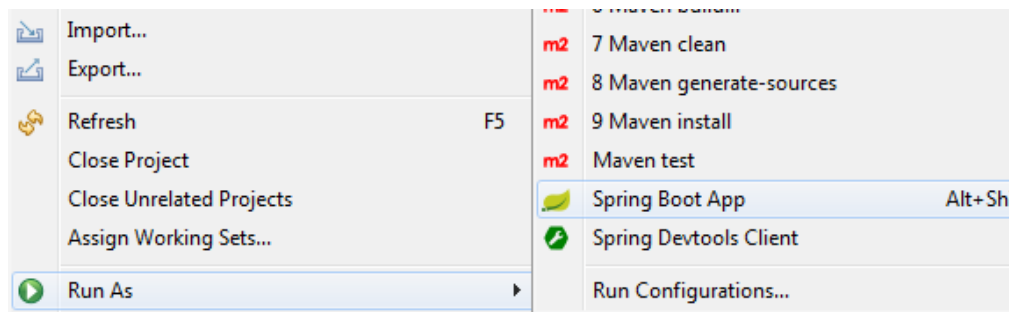 Import...
Export...
Refresh F5
Close Project
Close Unrelated Projects
Assign Working Sets...
Run As
m2 7 Maven clean
m2 8 Maven generate-sources
m2 9 Maven install
m2 Maven test
Spring Boot App Alt+Sh
Spring Devtools Client
Run Configurations...